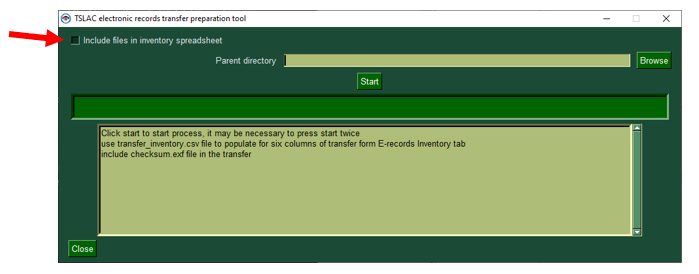 TSLAC electronic records transfer preparation tool
Include files in inventory spreadsheet
Parent directory
Browse
Start
Click start to start process, it may be necessary to press start twice
use transfer_inventory.csv file to populate for six columns of transfer form E-records Inventory tab
include checksum.exf file in the transfer
Close